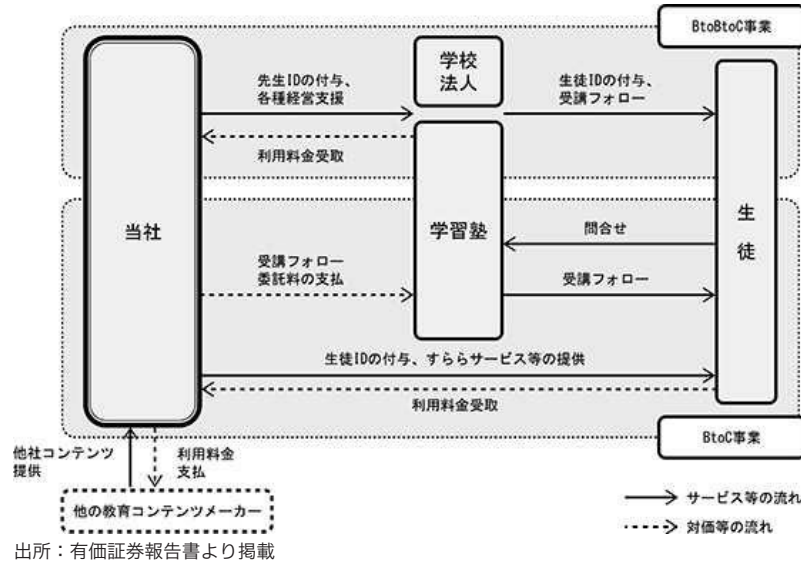 BtoBtoC事業
学校
法人
先生IDの付与、
各種経営支援
生徒IDの付与、
受講フォロー
利用料金受取
当社
学習塾
生
徒
問合せ
受講フォロー
委託料の支払
受講フォロー
生徒IDの付与、すららサービス等の提供
利用料金受取
BtoC事業
他社コンテンツ
提供
利用料金
支払
他の教育コンテンツメーカー
サービス等の流れ
対価等の流れ
出所：有価証券報告書より掲載